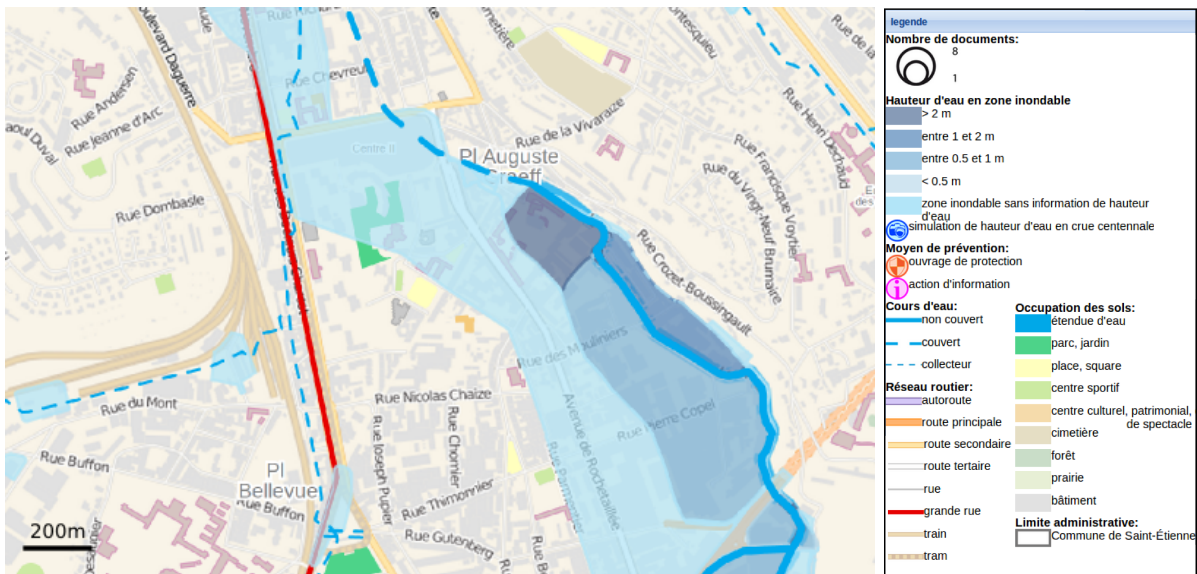 Rue Chevreul
Cimetière
Boulevard Daguerre
Rue Andersen
Rue Jeanne d'Arc
aoul Duval
Centre II
Rue de la Vivaraize
Pl Auguste
Graeff
Rue Henri Dechaud
Rue Francisque Voytier
Rue du Vingt-Neuf Brumaire
Rue Dombasle
Rue Crozet-Boussingault
Rue des Mouliniers
Rue du Mont
Rue Nicolas Chaize
Rue Pierre Copel
Avenue de Rochetaillée
Rue Joseph Pupier
Rue Chomier
Rue Parmentier
Rue Buffon
Pl
Bellevue
Rue Thimonnier
Rue Buffon
Rue Gutenberg
200m
legende
Nombre de documents:
8
1
Hauteur d'eau en zone inondable
> 2 m
entre 1 et 2 m
entre 0.5 et 1 m
< 0.5 m
zone inondable sans information de hauteur
d'eau
simulation de hauteur d'eau en crue centennale
Moyen de prévention:
ouvrage de protection
action d'information
Cours d'eau:
non couvert
couvert
collecteur
Réseau routier:
autoroute
route principale
route secondaire
route tertiaire
rue
grande rue
train
tram
Occupation des sols:
étendue d'eau
parc, jardin
place, square
centre sportif
centre culturel, patrimonial,
de spectacle
cimetière
forêt
prairie
bâtiment
Limite administrative:
Commune de Saint-Étienne